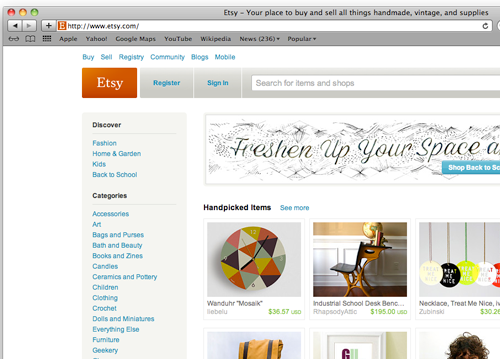 Etsy - Your place to buy and sell all things handmade, vintage, and supplies
http://www.etsy.com/
Apple Yahoo! Google Maps YouTube Wikipedia News (236) Popular
Buy Sell Registry Community Blogs Mobile
Etsy Register Sign In Search for items and shops
Discover
Fashion
Home & Garden
Kids
Back to School
Freshen Up Your Space a
Shop Back to Sc
Categories
Accessories
Art
Bags and Purses
Bath and Beauty
Books and Zines
Candles
Ceramics and Pottery
Children
Clothing
Crochet
Dolls and Miniatures
Everything Else
Furniture
Geekery
Handpicked Items See more
TREAT ME NICE
TREAT ME NICE
Wanduhr "Mosaik"
liebelu $36.57 USD
Industrial School Desk Benc...
RhapsodyAttic $195.00 USD
Necklace, Treat Me Nice, iv
Zubinski $30.26